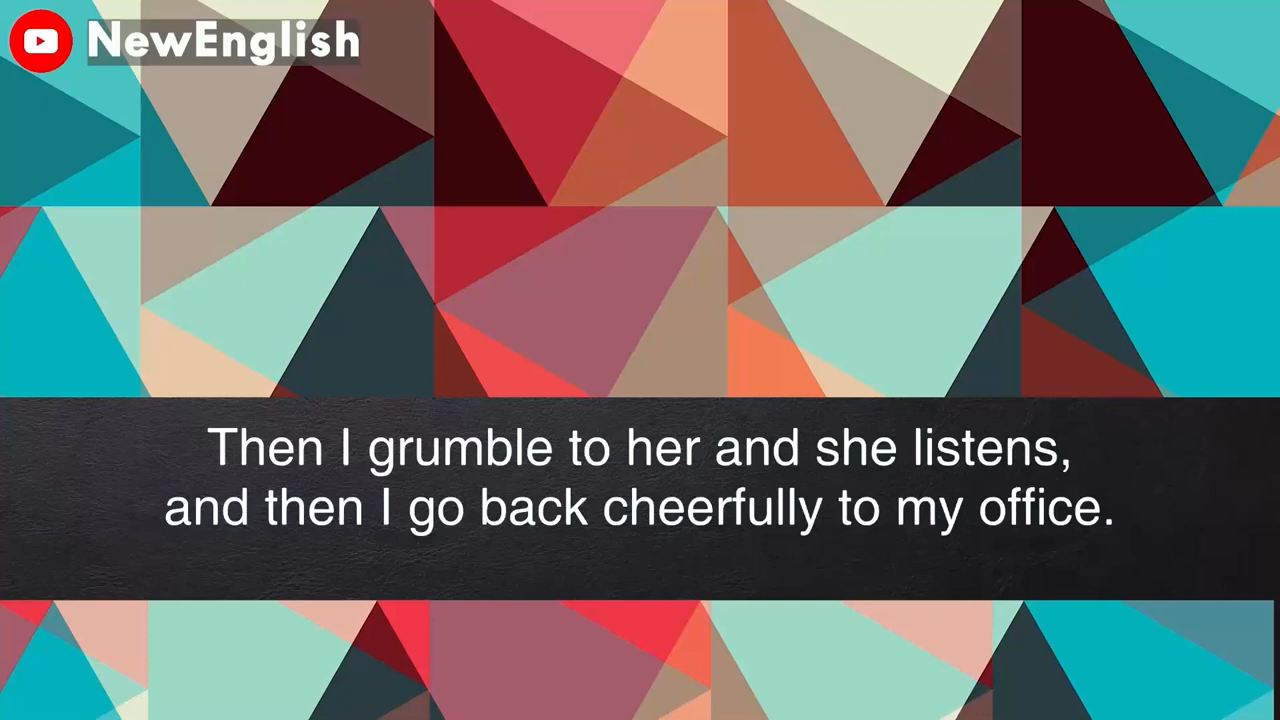 NewEnglish
Then I grumble to her and she listens,
and then I go back cheerfully to my office.